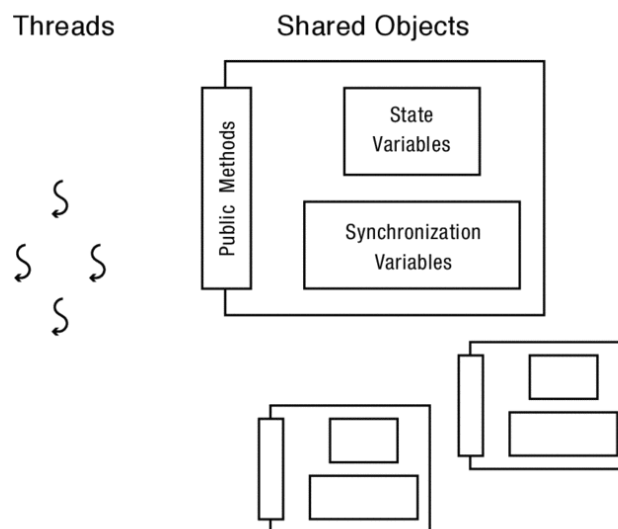 Threads
Shared Objects
Public Methods
State
Variables
Synchronization
Variables